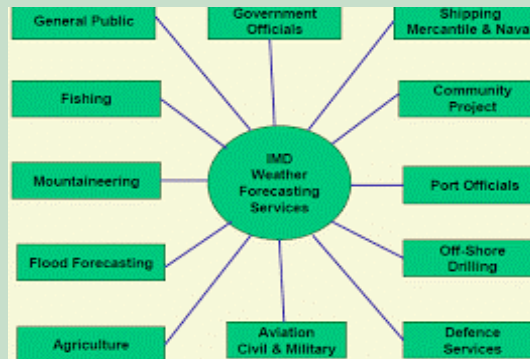 General Public
Government
Officials
Shipping
Mercantile & Nava
Fishing
Community
Project
IMD
Weather
Forecasting
Services
Mountaineering
Port Officials
Flood Forecasting
Off-Shore
Drilling
Agriculture
Aviation
Civil & Military
Defence
Services